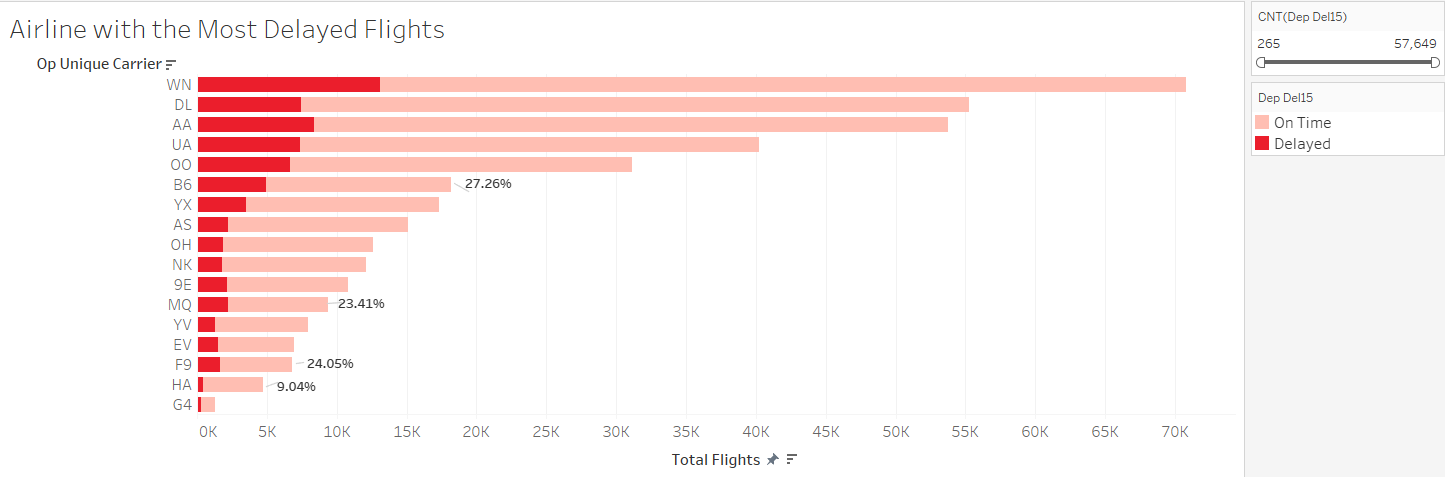 Airline with the Most Delayed Flights
Op Unique Carrier
WN
DL
AA
UA
OO
B6 27.26%
YX
AS
OH
NK
9E
MQ 23.41%
YV
EV
F9 24.05%
HA 9.04%
G4
0K 5K 10K 15K 20K 25K 30K 35K 40K 45K 50K 55K 60K 65K 70K
Total Flights
CNT(Dep Del15)
265 57,649
Dep Del15
On Time
Delayed